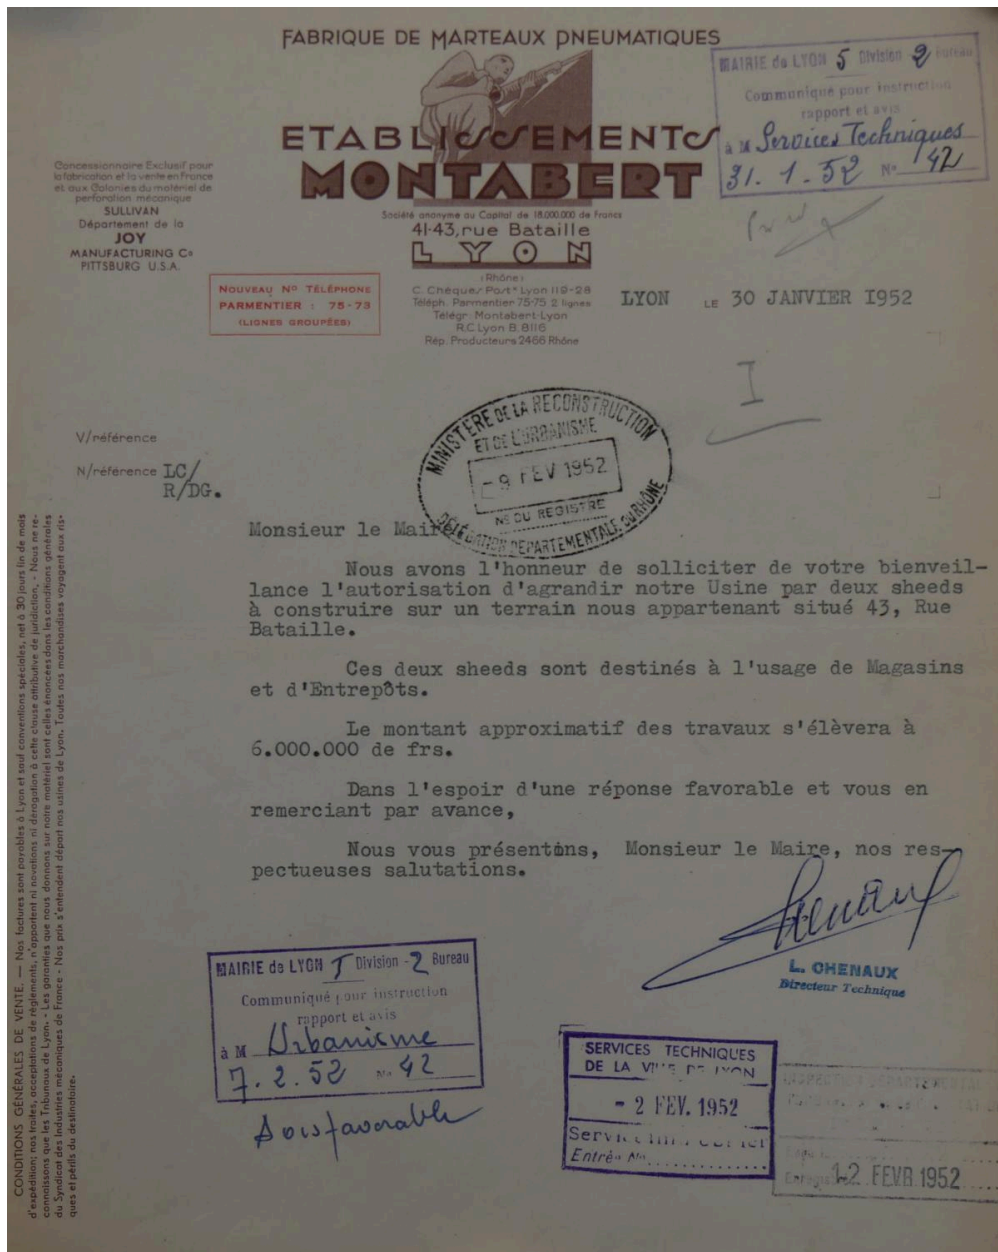 FABRIQUE DE MARTEAUX PNEUMATIQUES
ETABLISSEMENTS
MONTABERT
Société anonyme au Capital de 18.000.000 de Francs
41-43, rue Bataille
LYON
(Rhône)
C. Chèques Post. Lyon 119-28
Téléph. Parmentier 75-75 2 lignes
Télégr. Montabert-Lyon
R.C. Lyon B. 8116
Rép. Producteurs 2466 Rhône
Concessionnaire Exclusif pour
la fabrication et la vente en France
et aux Colonies du matériel de
perforation mécanique
SULLIVAN
Département de la
JOY
MANUFACTURING Co
PITTSBURG U.S.A.
NOUVEAU No TÉLÉPHONE
PARMENTIER : 75-73
(LIGNES GROUPÉES)
MAIRIE de LYON 5 Division 2 Bureau
Communiqué pour instruction
rapport et avis
à M Services Techniques
31. 1. 52 No 42
LYON LE 30 JANVIER 1952
I
MINISTERE DE LA RECONSTRUCTION
ET DE L'URBANISME
- 9 FEV 1952
No DU REGISTRE
DÉLÉGATION DEPARTEMENTALE DU RHÔNE
V/référence
N/référence LC/
R/DG.
Monsieur le Maire
Nous avons l'honneur de solliciter de votre bienveil-
lance l'autorisation d'agrandir notre Usine par deux sheeds
à construire sur un terrain nous appartenant situé 43, Rue
Bataille.
Ces deux sheeds sont destinés à l'usage de Magasins
et d'Entrepôts.
Le montant approximatif des travaux s'élèvera à
6.000.000 de frs.
Dans l'espoir d'une réponse favorable et vous en
remerciant par avance,
Nous vous présentons, Monsieur le Maire, nos res-
pectueuses salutations.
L. CHENAUX
Directeur Technique
MAIRIE de LYON I Division - 2 Bureau
Communiqué pour instruction
rapport et avis
à M Urbanisme
7. 2. 52 No 42
Avis favorable
SERVICES TECHNIQUES
DE LA VILLE DE LYON
- 2 FEV. 1952
Entrée No
INSPECTION DÉPARTEMENTALE
12 FEVR 1952
CONDITIONS GÉNÉRALES DE VENTE. — Nos factures sont payables à Lyon et sauf conventions spéciales, net à 30 jours fin de mois
d'expédition; nos traites, acceptations de règlements, n'apportent ni novations ni dérogation à cette clause attributive de juridiction. - Nous ne re-
connaissons que les Tribunaux de Lyon. - Les garanties que nous donnons sur notre matériel sont celles énoncées dans les conditions générales
du Syndicat des Industries mécaniques de France - Nos prix s'entendent départ nos usines de Lyon. Toutes nos marchandises voyagent aux ris-
ques et périls du destinataire.